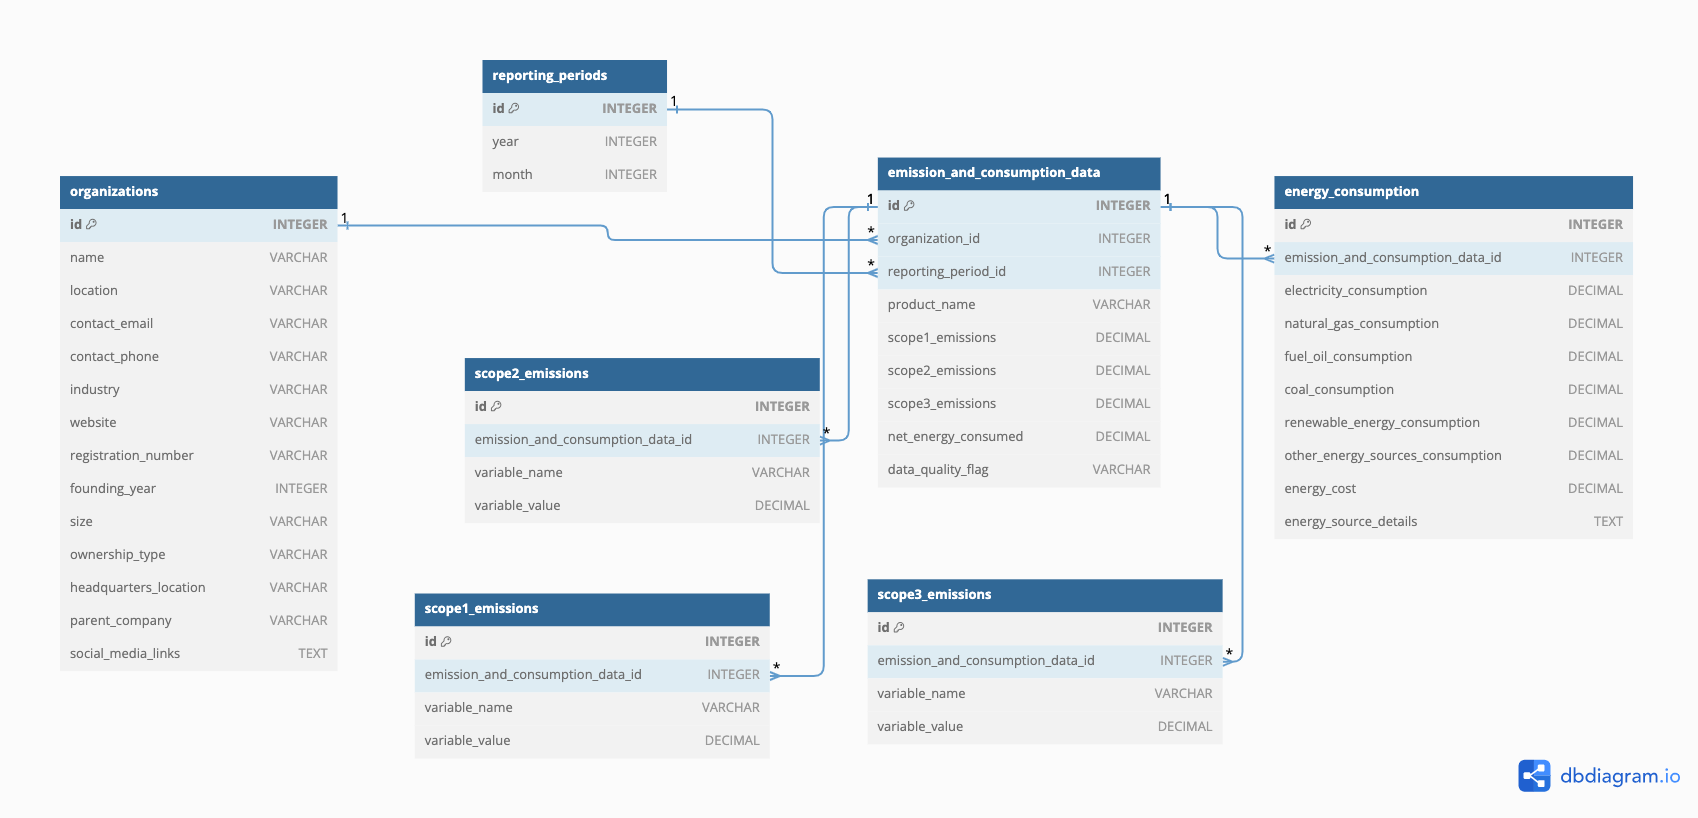 reporting_periods
id INTEGER
year INTEGER
month INTEGER
organizations
id INTEGER
name VARCHAR
location VARCHAR
contact_email VARCHAR
contact_phone VARCHAR
industry VARCHAR
website VARCHAR
registration_number VARCHAR
founding_year INTEGER
size VARCHAR
ownership_type VARCHAR
headquarters_location VARCHAR
parent_company VARCHAR
social_media_links TEXT
1
1
emission_and_consumption_data
1 id INTEGER 1
* organization_id INTEGER
* reporting_period_id INTEGER
product_name VARCHAR
scope1_emissions DECIMAL
scope2_emissions DECIMAL
scope3_emissions DECIMAL
net_energy_consumed DECIMAL
data_quality_flag VARCHAR
energy_consumption
id INTEGER
* emission_and_consumption_data_id INTEGER
electricity_consumption DECIMAL
natural_gas_consumption DECIMAL
fuel_oil_consumption DECIMAL
coal_consumption DECIMAL
renewable_energy_consumption DECIMAL
other_energy_sources_consumption DECIMAL
energy_cost DECIMAL
energy_source_details TEXT
scope2_emissions
id INTEGER
emission_and_consumption_data_id INTEGER *
variable_name VARCHAR
variable_value DECIMAL
scope1_emissions
id INTEGER
emission_and_consumption_data_id INTEGER *
variable_name VARCHAR
variable_value DECIMAL
scope3_emissions
id INTEGER
emission_and_consumption_data_id INTEGER *
variable_name VARCHAR
variable_value DECIMAL
dbdiagram.io